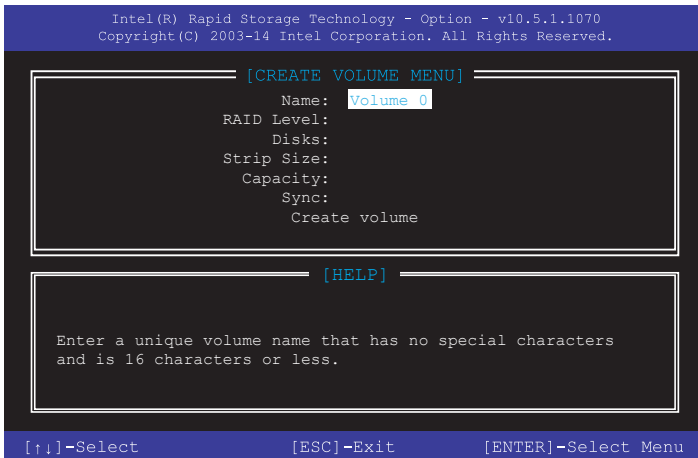 Intel(R) Rapid Storage Technology - Option - v10.5.1.1070
Copyright(C) 2003-14 Intel Corporation. All Rights Reserved.
[CREATE VOLUME MENU]
Name: Volume 0
RAID Level:
Disks:
Strip Size:
Capacity:
Sync:
Create volume
[HELP]
Enter a unique volume name that has no special characters
and is 16 characters or less.
[↑↓]-Select [ESC]-Exit [ENTER]-Select Menu